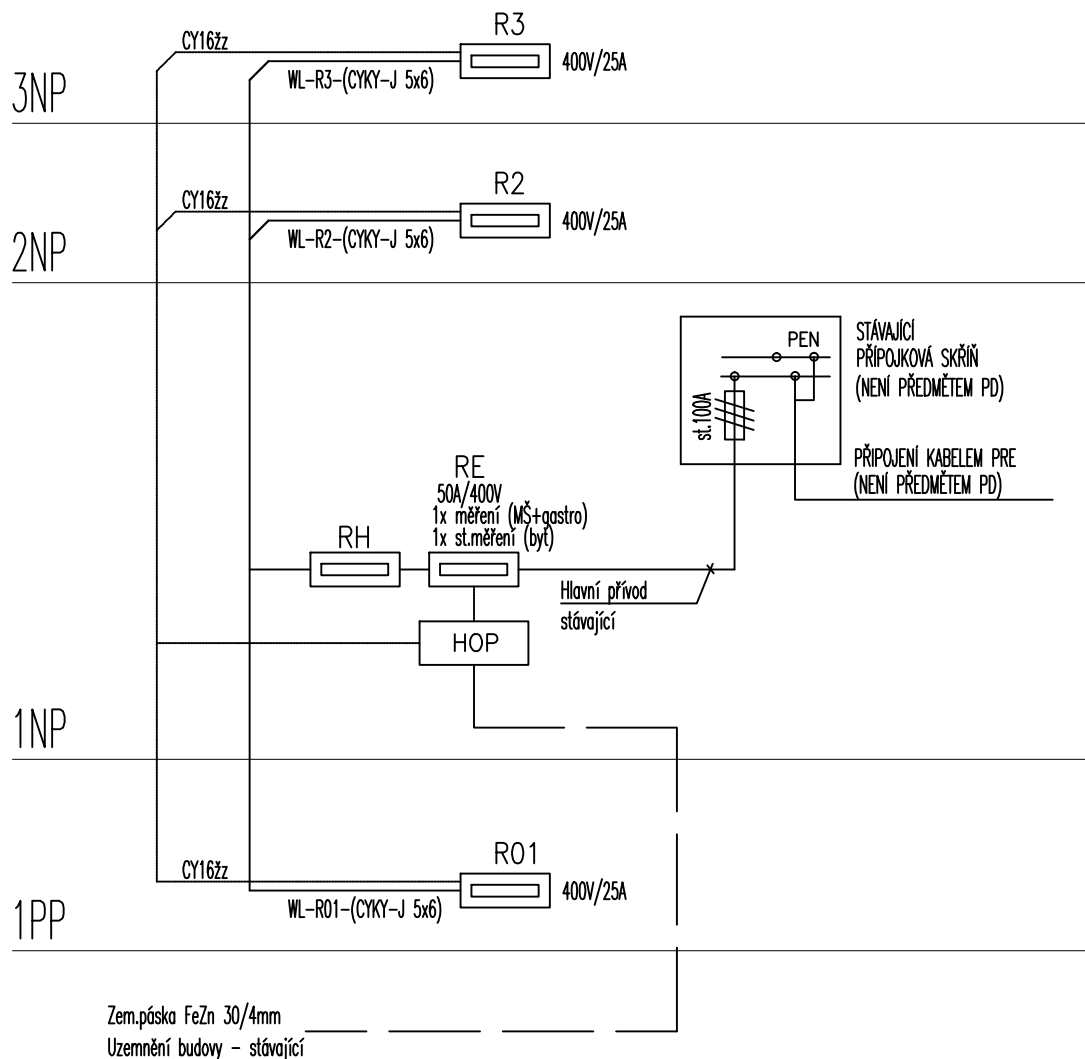 R3
CY16žz
400V/25A
WL-R3-(CYKY-J 5x6)
3NP
R2
CY16žz
400V/25A
WL-R2-(CYKY-J 5x6)
2NP
STÁVAJÍCÍ
PŘÍPOJKOVÁ SKŘÍŇ
(NENÍ PŘEDMĚTEM PD)
PEN
st.100A
PŘIPOJENÍ KABELEM PRE
(NENÍ PŘEDMĚTEM PD)
RE
50A/400V
1x měření (MŠ+gastro)
1x st.měření (byt)
RH
Hlavní přívod
stávající
HOP
1NP
R01
CY16žz
400V/25A
WL-R01-(CYKY-J 5x6)
1PP
Zem.páska FeZn 30/4mm
Uzemnění budovy – stávající